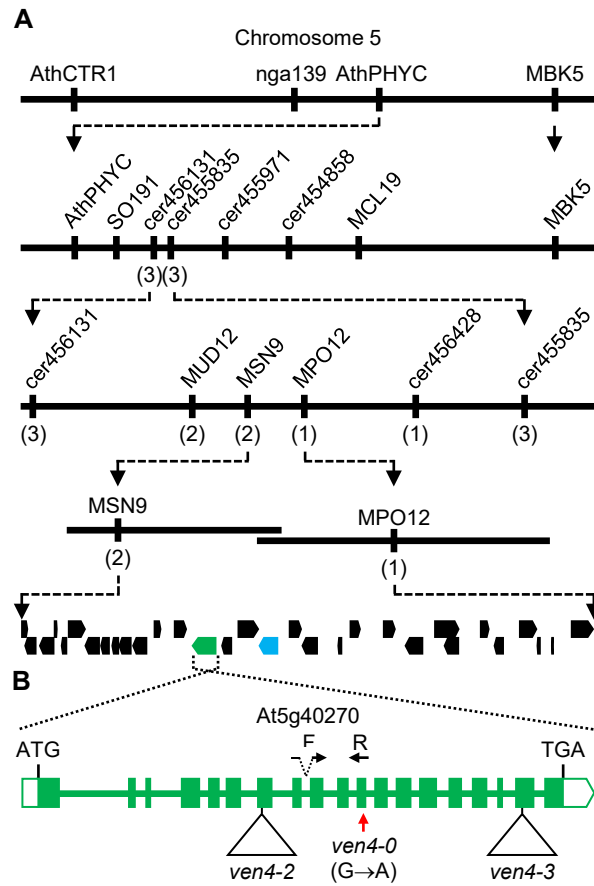 A
Chromosome 5
AthCTR1 nga139 AthPHYC MBK5
AthPHYC SO191 cer456131 cer455835 cer455971 cer454858 MCL19 MBK5
(3) (3)
cer456131 MUD12 MSN9 MPO12 cer456428 cer455835
(3) (2) (2) (1) (1) (3)
MSN9 MPO12
(2) (1)
B
At5g40270
ATG F R TGA
ven4-2 ven4-0 ven4-3
(G→A)